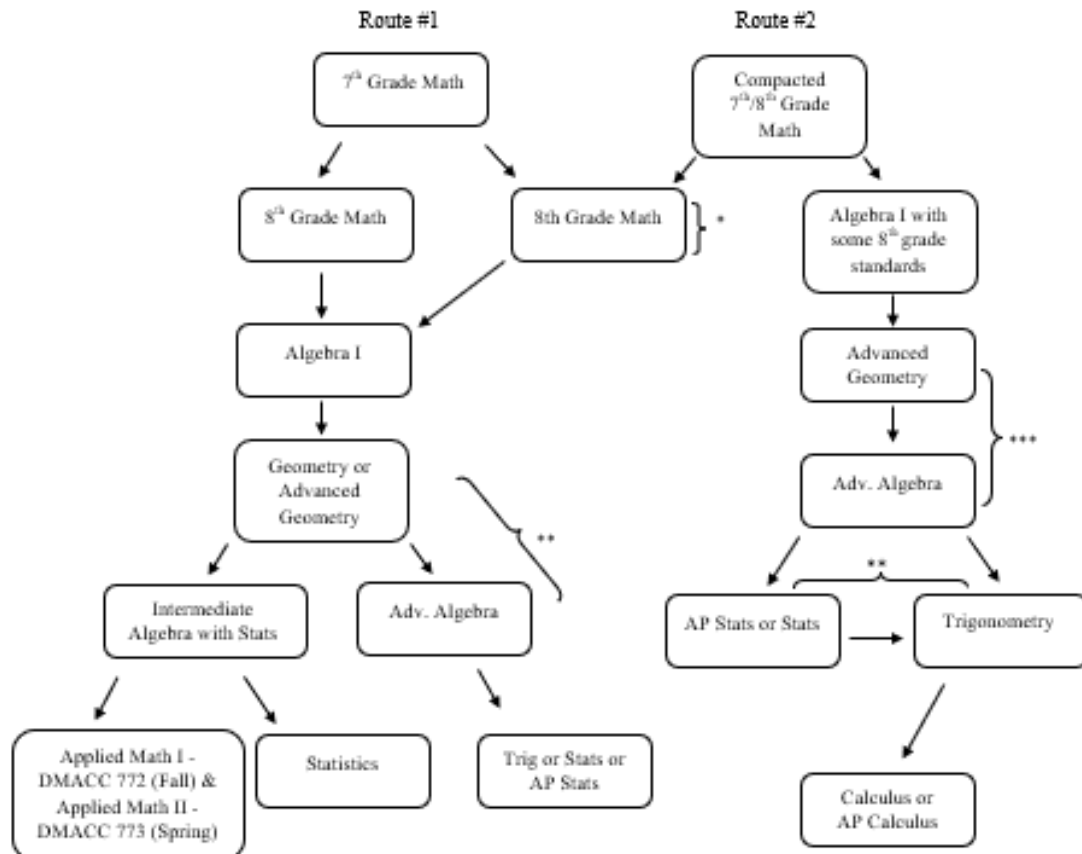 Route #1
Route #2
7th Grade Math
Compacted
7th/8th Grade
Math
8th Grade Math
8th Grade Math
*
Algebra I with
some 8th grade
standards
Algebra I
Advanced
Geometry
***
Geometry or
Advanced
Geometry
**
Adv. Algebra
**
Intermediate
Algebra with Stats
Adv. Algebra
AP Stats or Stats
Trigonometry
Applied Math I -
DMACC 772 (Fall) &
Applied Math II -
DMACC 773 (Spring)
Statistics
Trig or Stats or
AP Stats
Calculus or
AP Calculus